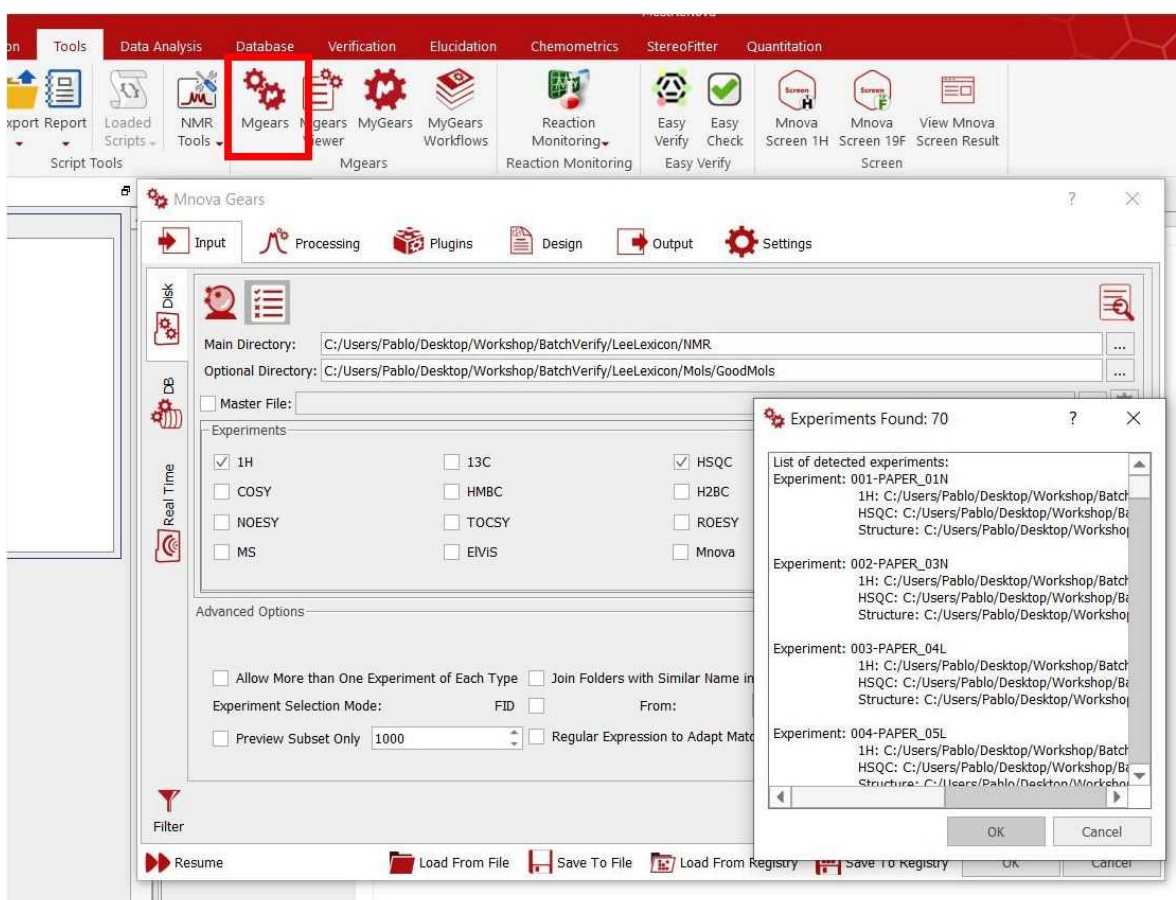 Tools Data Analysis Database Verification Elucidation Chemometrics StereoFitter Quantitation
Report Loaded Scripts NMR Tools Mgears Viewer MyGears MyGears Workflows Reaction Monitoring Easy Verify Easy Check Mnova Screen 1H Mnova Screen 19F View Mnova Screen Result
Script Tools Mgears Reaction Monitoring Easy Verify Screen
Mnova Gears ?
Input Processing Plugins Design Output Settings
Disk
DB
Real Time
Main Directory: C:/Users/Pablo/Desktop/Workshop/BatchVerify/LeeLexicon/NMR ...
Optional Directory: C:/Users/Pablo/Desktop/Workshop/BatchVerify/LeeLexicon/Mols/GoodMols ...
Master File:
Experiments
1H 13C HSQC
COSY HMBC H2BC
NOESY TOCSY ROESY
MS ElViS Mnova
Advanced Options
Allow More than One Experiment of Each Type Join Folders with Similar Name in
Experiment Selection Mode: FID From:
Preview Subset Only 1000 Regular Expression to Adapt
Filter
Resume Load From File Save To File Load From Registry Save To Registry OK Cancel
Experiments Found: 70 ?
List of detected experiments:
Experiment: 001-PAPER_01N
1H: C:/Users/Pablo/Desktop/Workshop/Batch
HSQC: C:/Users/Pablo/Desktop/Workshop/Ba
Structure: C:/Users/Pablo/Desktop/Workshop
Experiment: 002-PAPER_03N
1H: C:/Users/Pablo/Desktop/Workshop/Batch
HSQC: C:/Users/Pablo/Desktop/Workshop/Ba
Structure: C:/Users/Pablo/Desktop/Workshop
Experiment: 003-PAPER_04L
1H: C:/Users/Pablo/Desktop/Workshop/Batch
HSQC: C:/Users/Pablo/Desktop/Workshop/Ba
Structure: C:/Users/Pablo/Desktop/Workshop
Experiment: 004-PAPER_05L
1H: C:/Users/Pablo/Desktop/Workshop/Batch
HSQC: C:/Users/Pablo/Desktop/Workshop/Ba
Structure: C:/Users/Pablo/Desktop/Workshop
OK Cancel